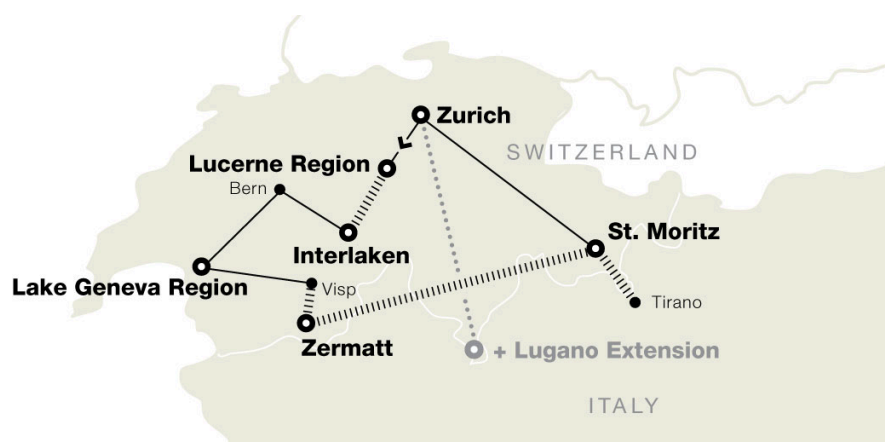 Zurich
SWITZERLAND
Lucerne Region
Bern
St. Moritz
Interlaken
Lake Geneva Region
Visp
Tirano
Zermatt
+ Lugano Extension
ITALY